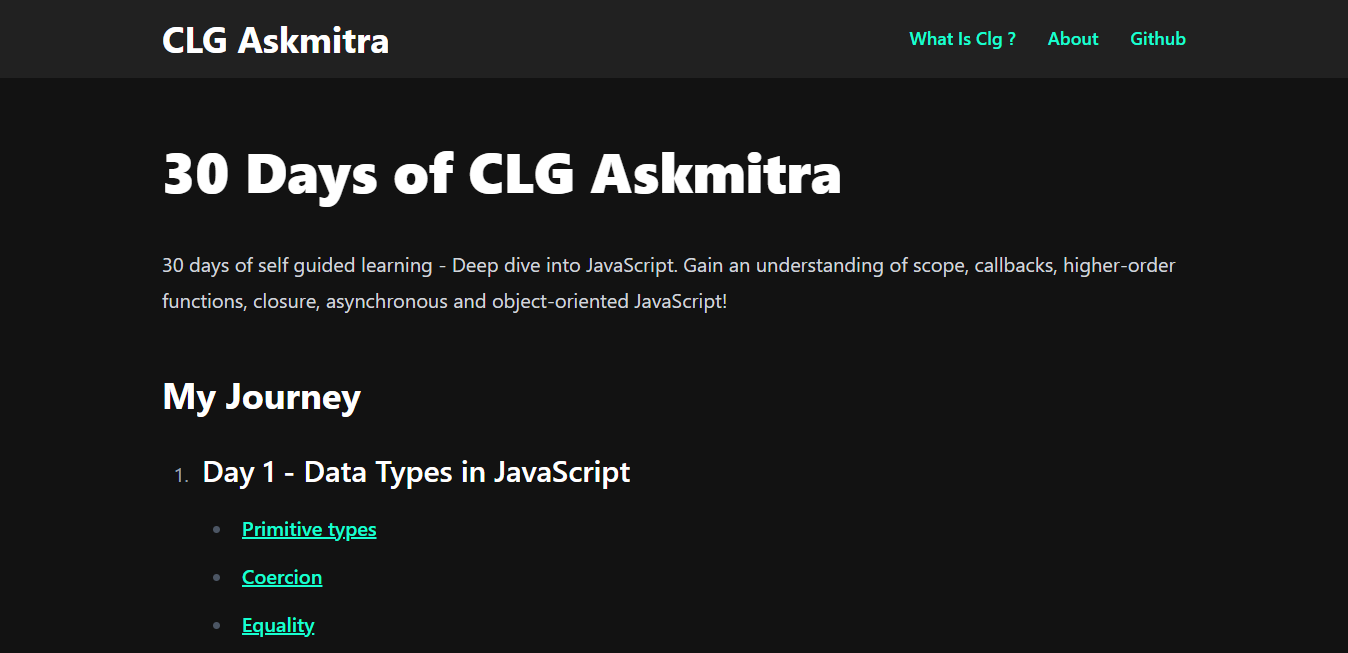 CLG Askmitra
What Is Clg ? About Github
30 Days of CLG Askmitra
30 days of self guided learning - Deep dive into JavaScript. Gain an understanding of scope, callbacks, higher-order
functions, closure, asynchronous and object-oriented JavaScript!
My Journey
1. Day 1 - Data Types in JavaScript
• Primitive types
• Coercion
• Equality